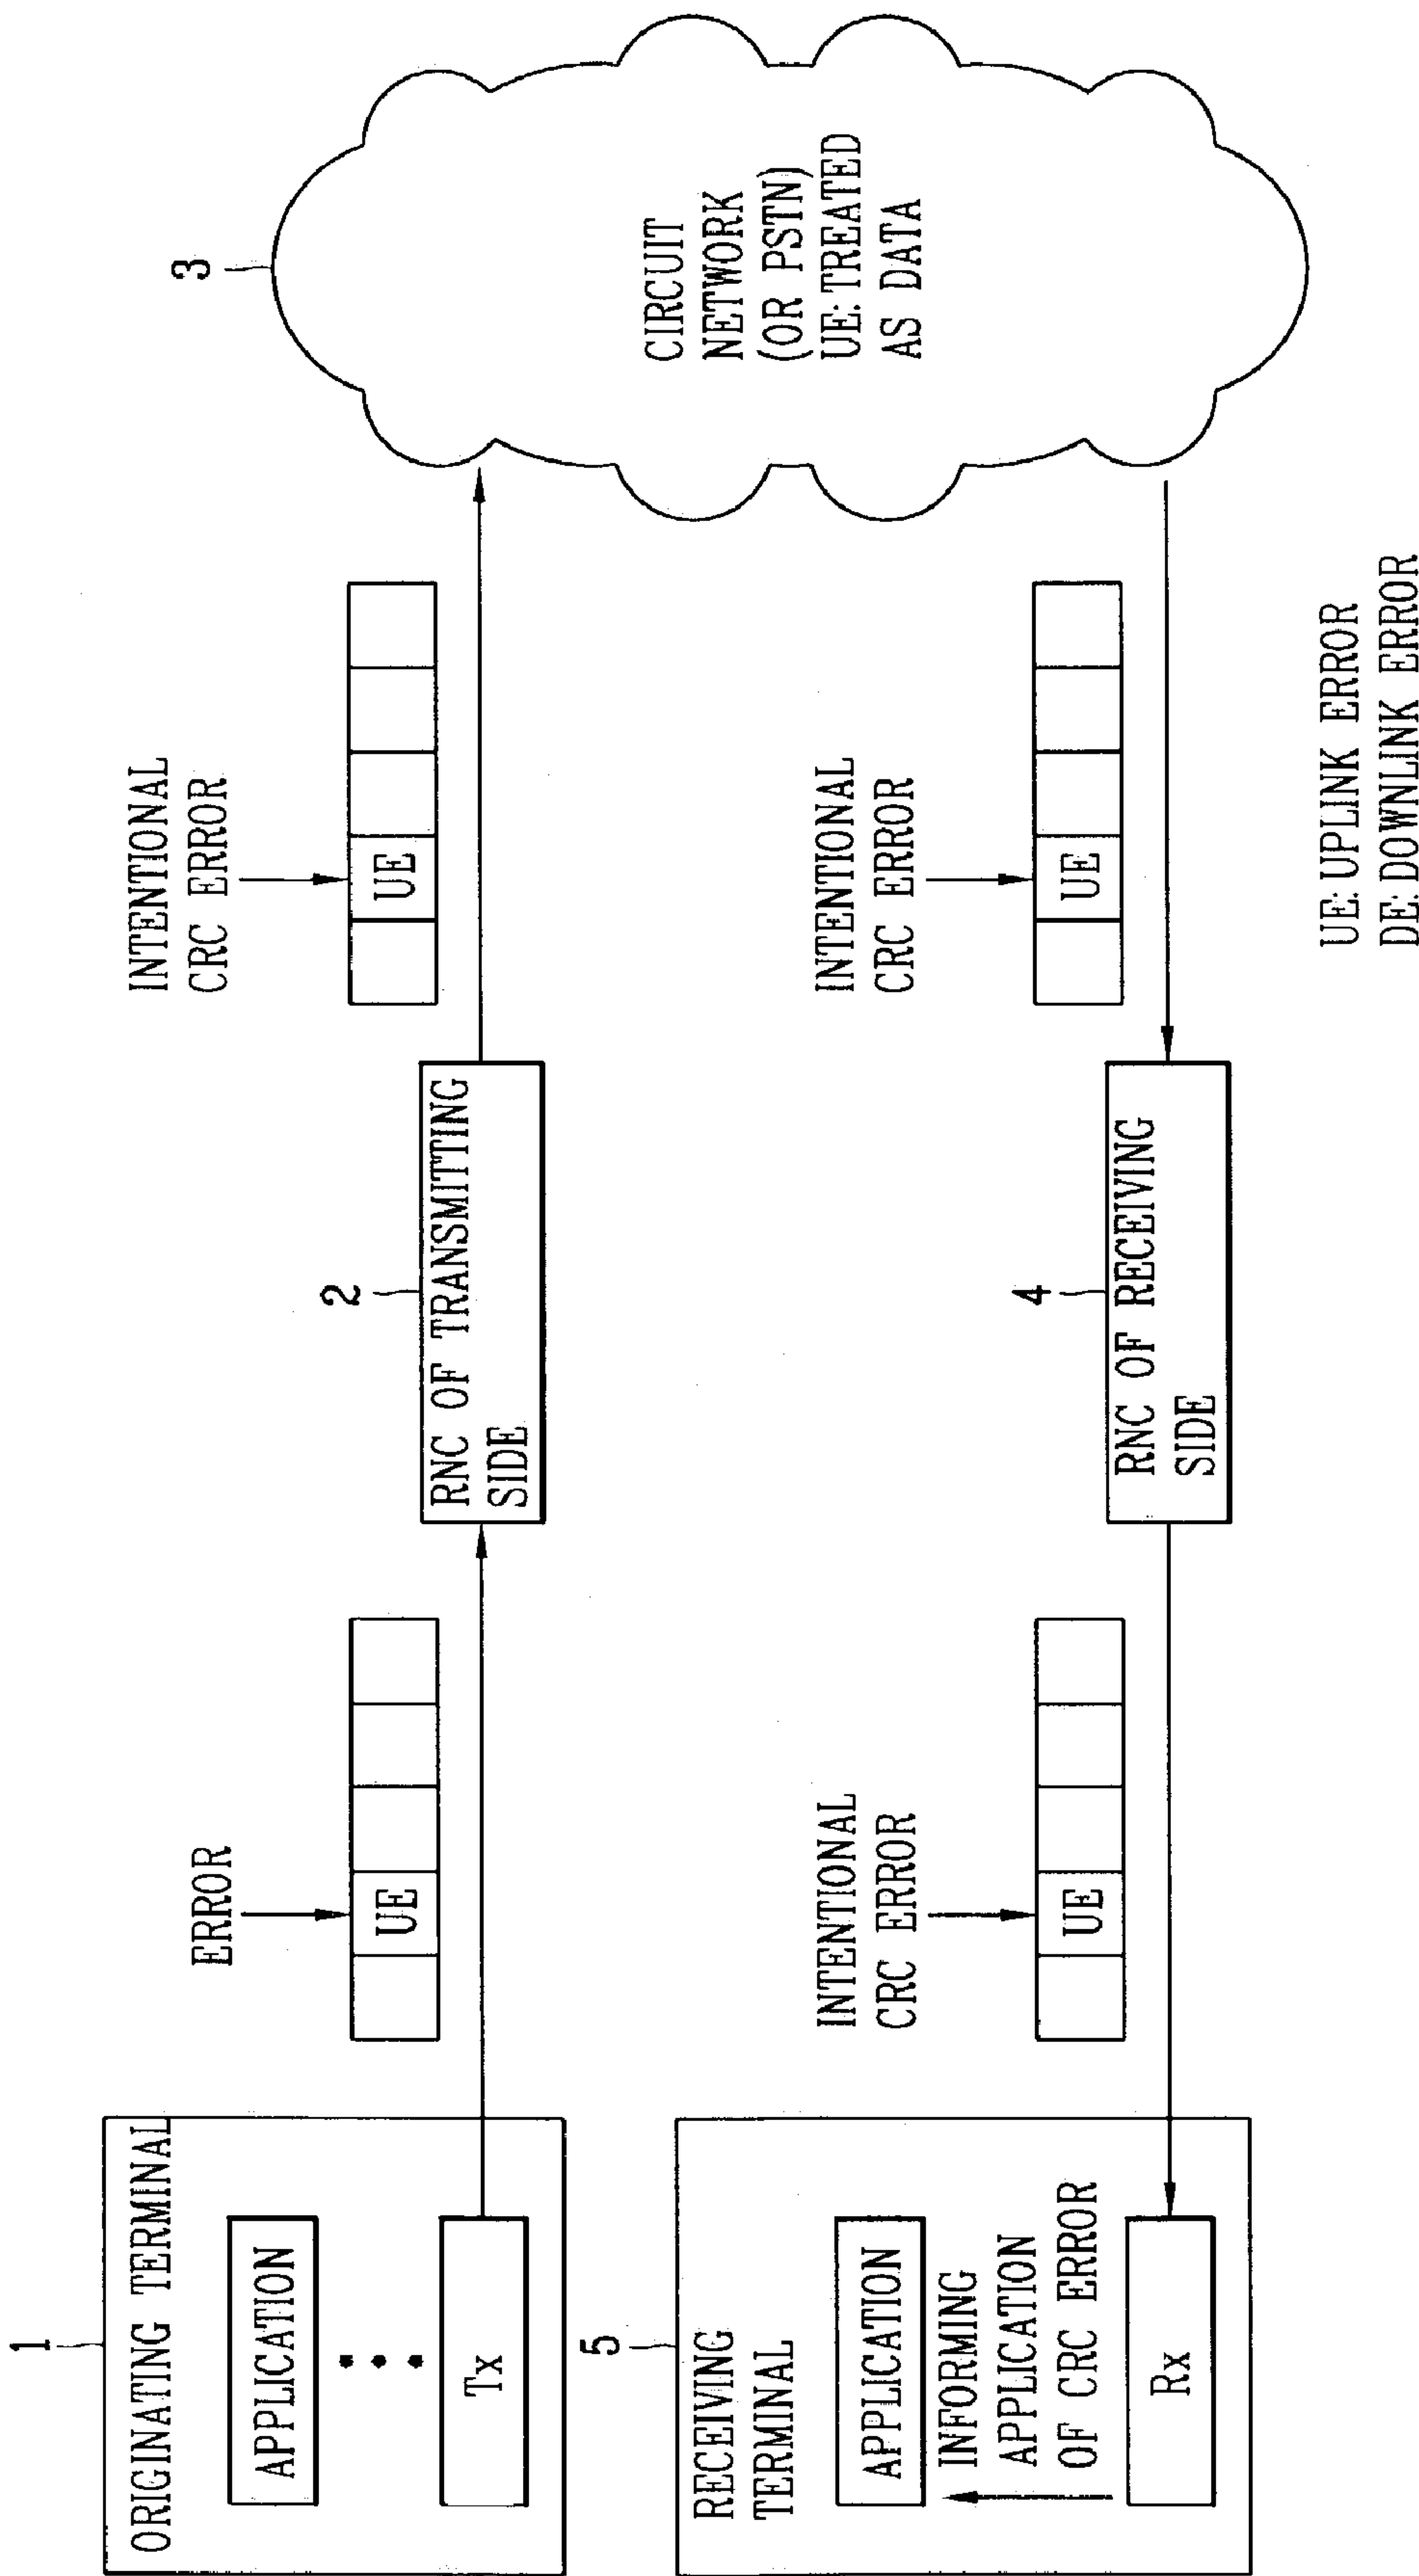 1
ORIGINATING TERMINAL
APPLICATION
Tx
ERROR
UE
2
RNC OF TRANSMITTING
SIDE
INTENTIONAL
CRC ERROR
UE
3
CIRCUIT
NETWORK
(OR PSTN)
UE: TREATED
AS DATA
5
RECEIVING
TERMINAL
APPLICATION
INFORMING
APPLICATION
OF CRC ERROR
Rx
INTENTIONAL
CRC ERROR
UE
4
RNC OF RECEIVING
SIDE
INTENTIONAL
CRC ERROR
UE
UE: UPLINK ERROR
DE: DOWNLINK ERROR